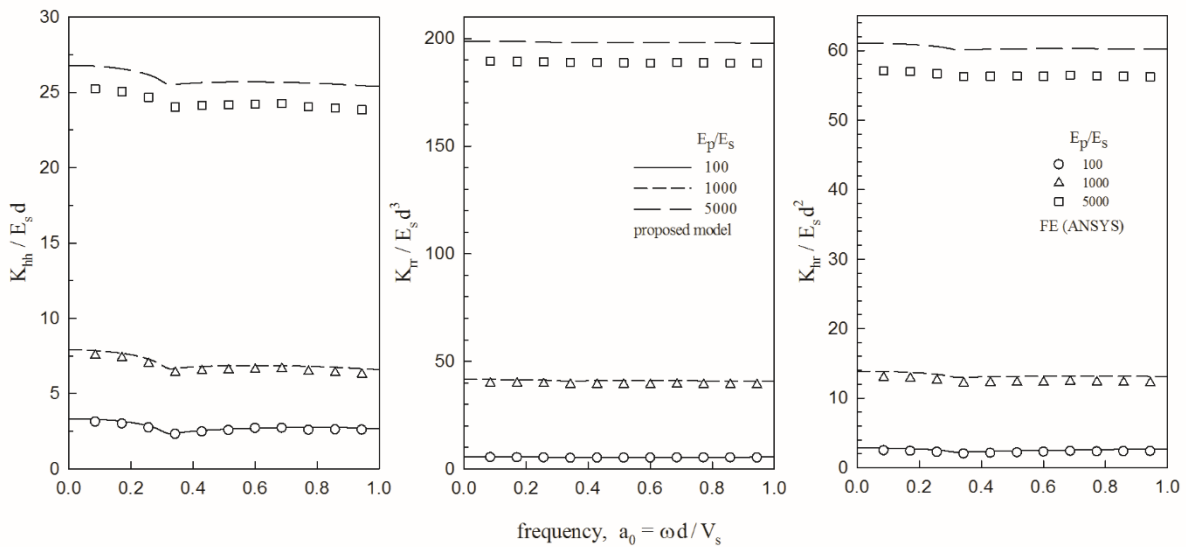 30
25
20
15
10
5
0
K_hh / E_s d
0.0 0.2 0.4 0.6 0.8 1.0
200
150
100
50
0
K_rr / E_s d^3
E_p/E_s
100
1000
5000
proposed model
0.0 0.2 0.4 0.6 0.8 1.0
60
50
40
30
20
10
0
K_hr / E_s d^2
E_p/E_s
100
1000
5000
FE (ANSYS)
0.0 0.2 0.4 0.6 0.8 1.0
frequency, a_0 = ω d / V_s